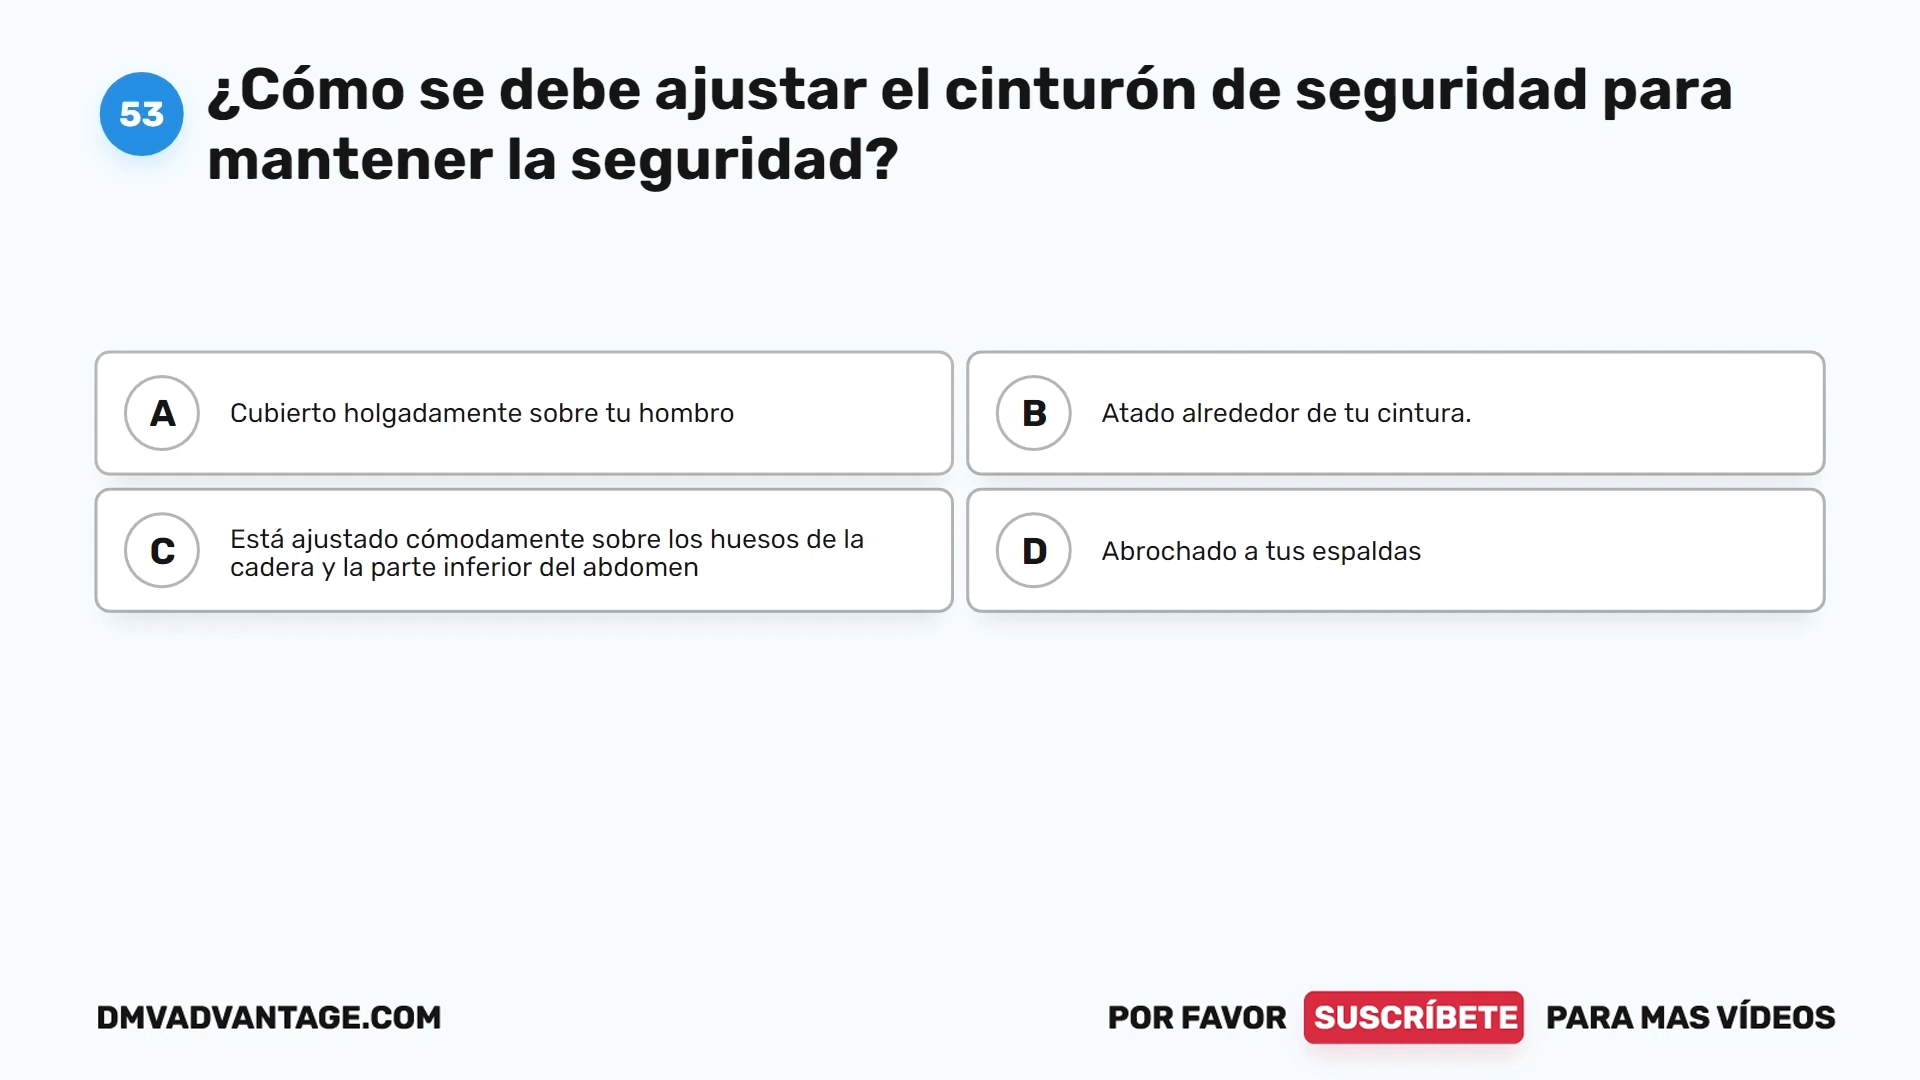 53
¿Cómo se debe ajustar el cinturón de seguridad para
mantener la seguridad?
A Cubierto holgadamente sobre tu hombro
B Atado alrededor de tu cintura.
C Está ajustado cómodamente sobre los huesos de la
cadera y la parte inferior del abdomen
D Abrochado a tus espaldas
DMVADVANTAGE.COM
POR FAVOR SUSCRÍBETE PARA MAS VÍDEOS